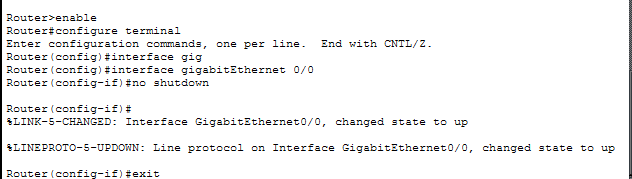 Router>enable
Router#configure terminal
Enter configuration commands, one per line.  End with CNTL/Z.
Router(config)#interface gig
Router(config)#interface gigabitEthernet 0/0
Router(config-if)#no shutdown
Router(config-if)#
%LINK-5-CHANGED: Interface GigabitEthernet0/0, changed state to up
%LINEPROTO-5-UPDOWN: Line protocol on Interface GigabitEthernet0/0, changed state to up
Router(config-if)#exit